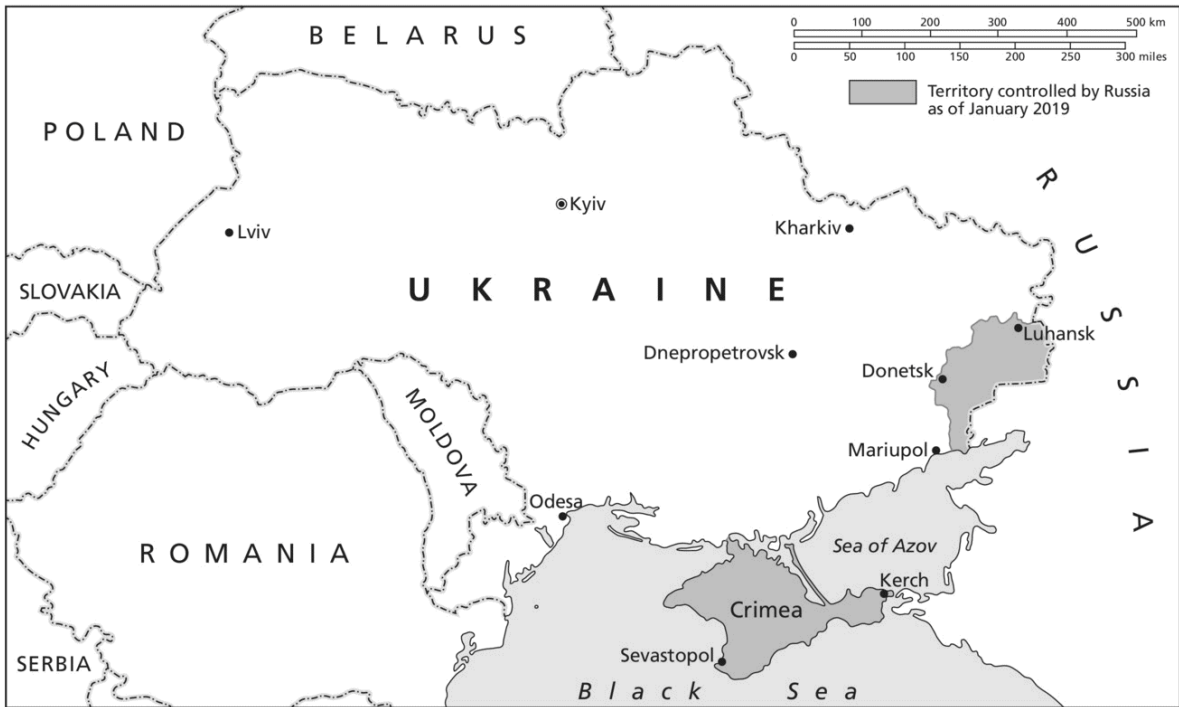 BELARUS
0 100 220 300 400 500 km
0 50 100 150 200 250 300 miles
Territory controlled by Russia
as of January 2019
POLAND
RUSSIA
Kyiv
Lviv
Kharkiv
SLOVAKIA
UKRAINE
Luhansk
Dnepropetrovsk
Donetsk
HUNGARY
MOLDOVA
Mariupol
Odesa
ROMANIA
Sea of Azov
Kerch
Crimea
SERBIA
Sevastopol
Black Sea